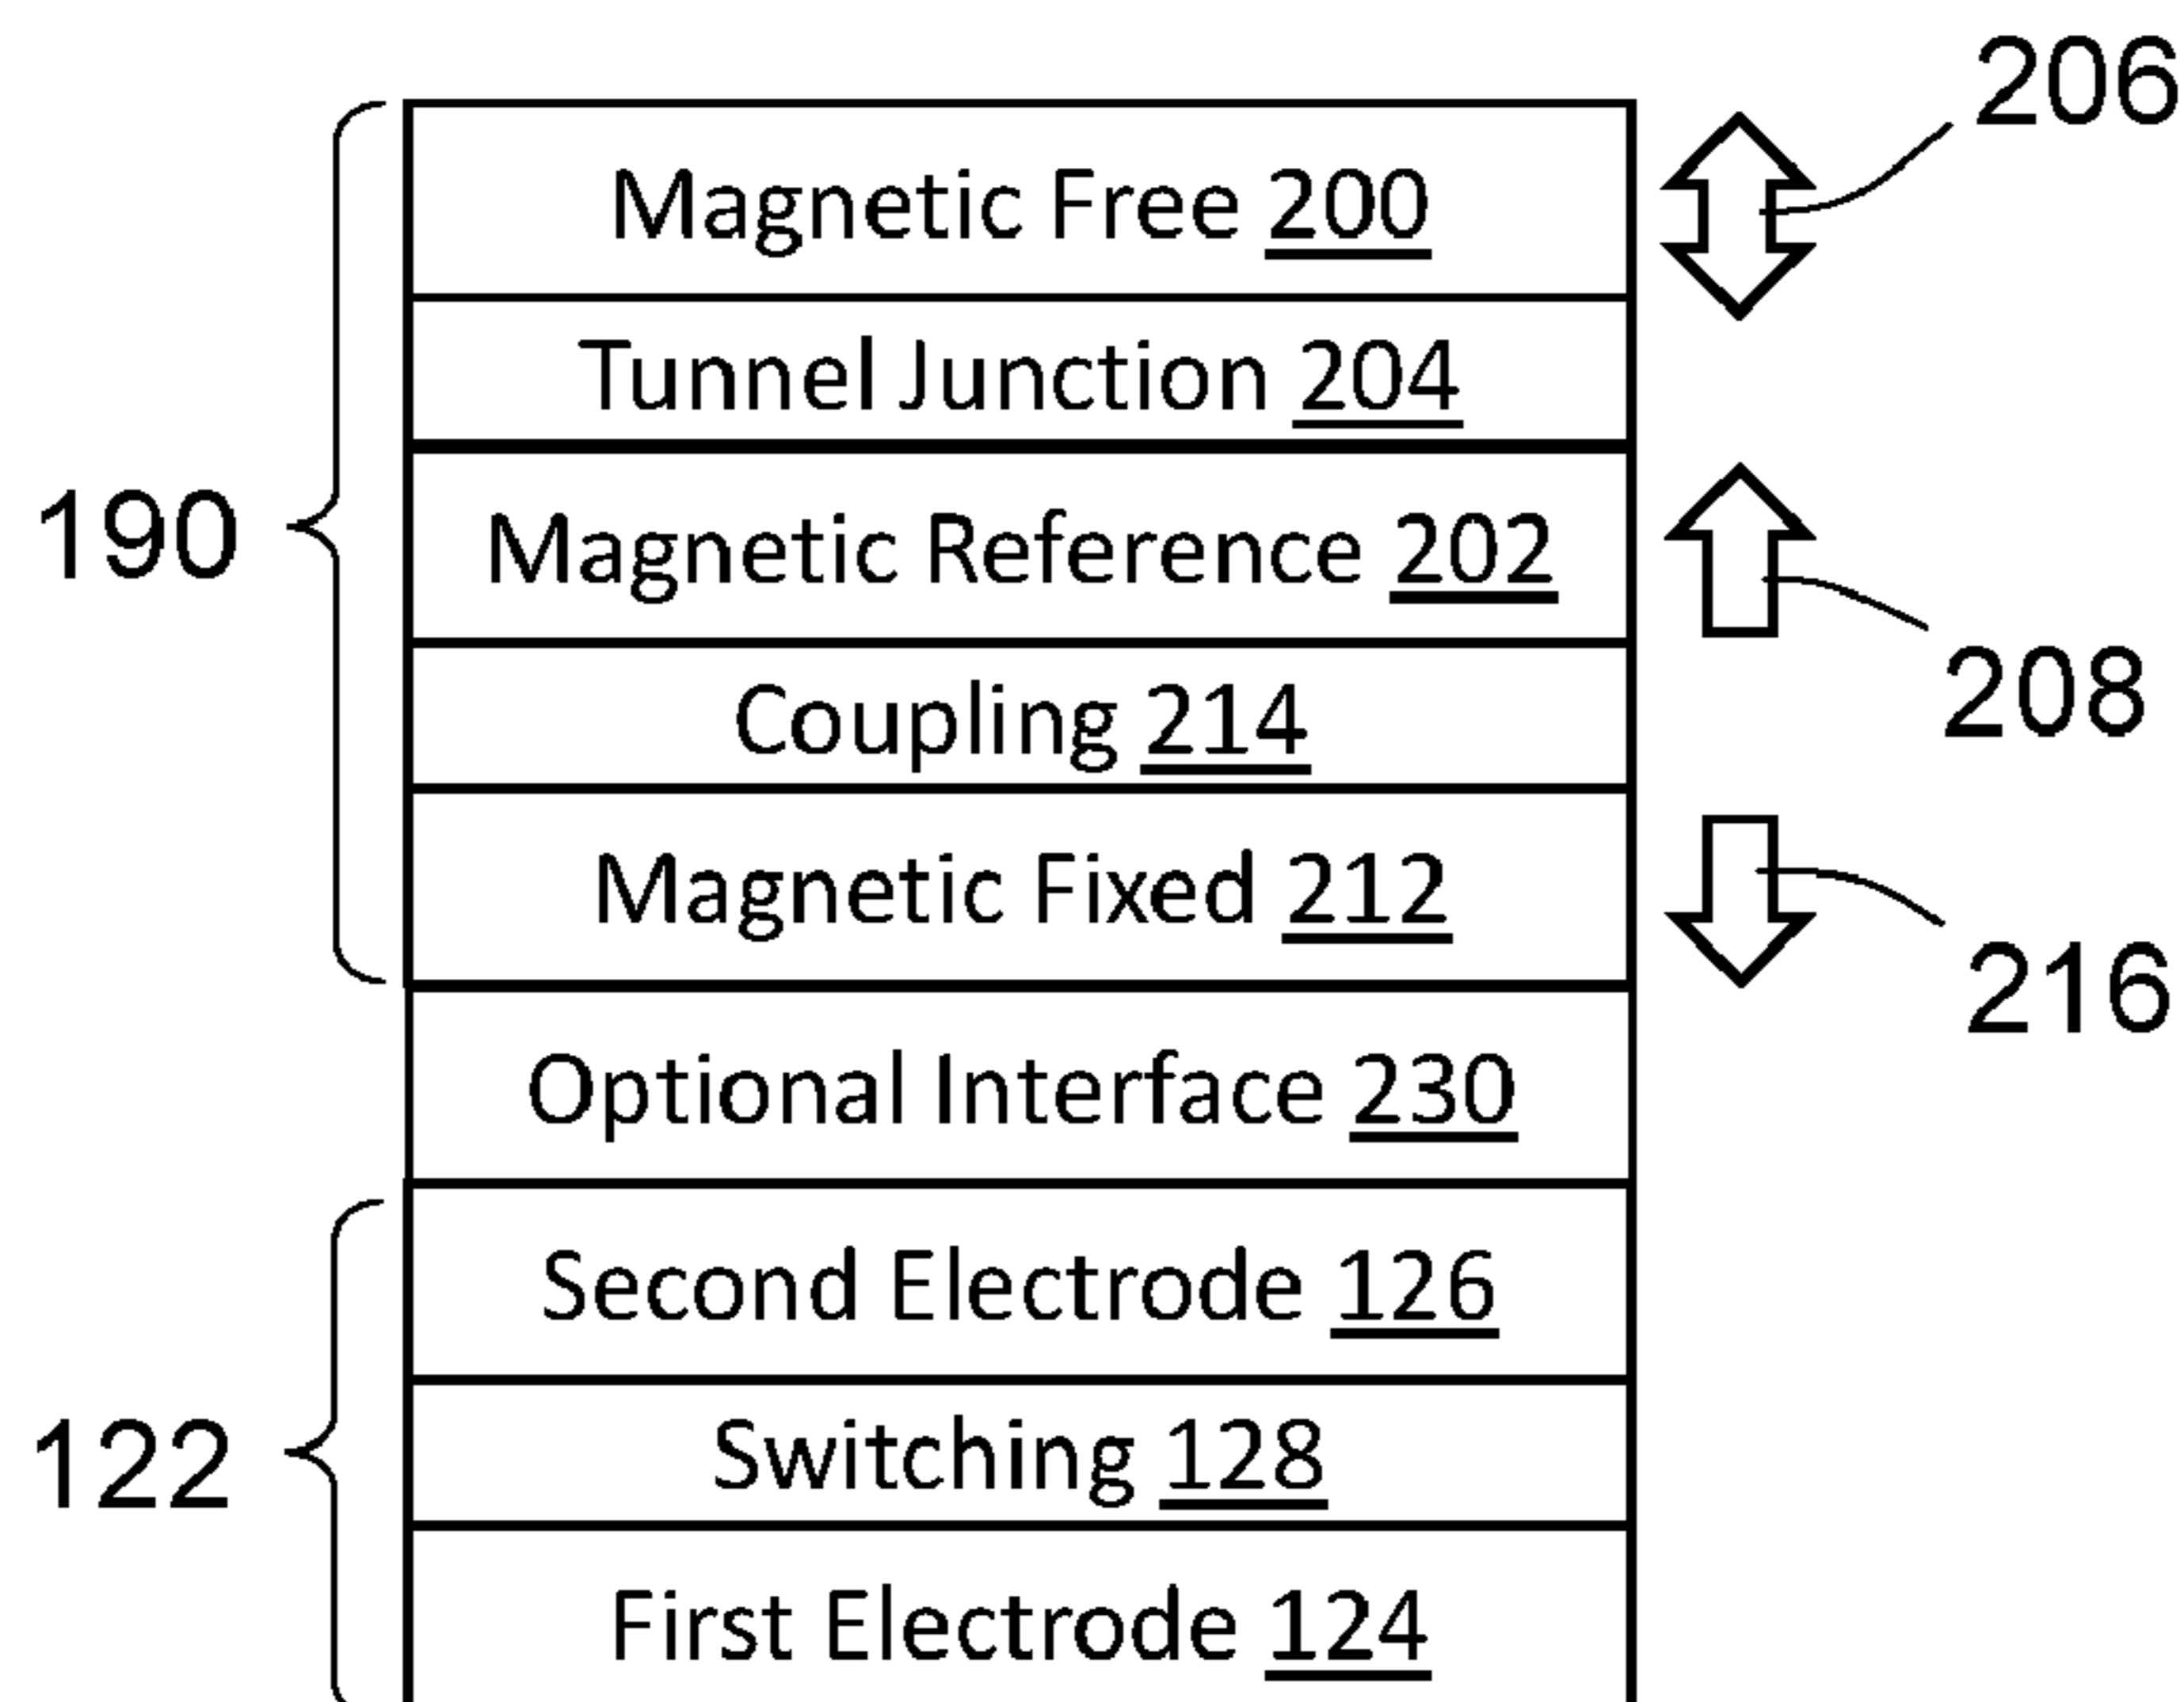 206
Magnetic Free 200
Tunnel Junction 204
190
Magnetic Reference 202
208
Coupling 214
Magnetic Fixed 212
216
Optional Interface 230
Second Electrode 126
122
Switching 128
First Electrode 124